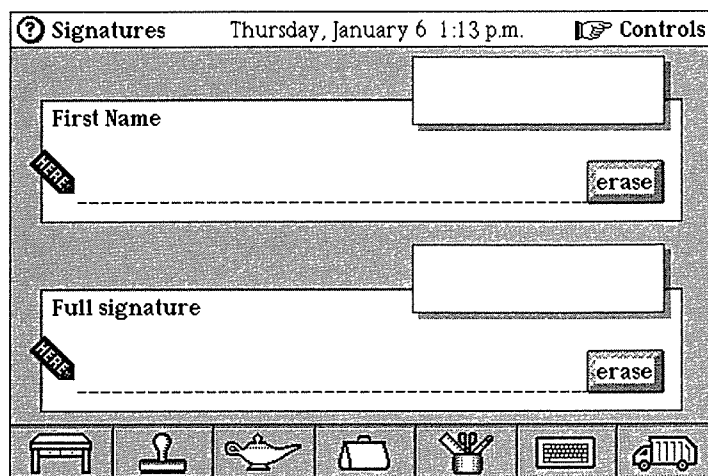 ? Signatures Thursday, January 6 1:13 p.m. Controls
First Name
HERE
erase
Full signature
HERE
erase